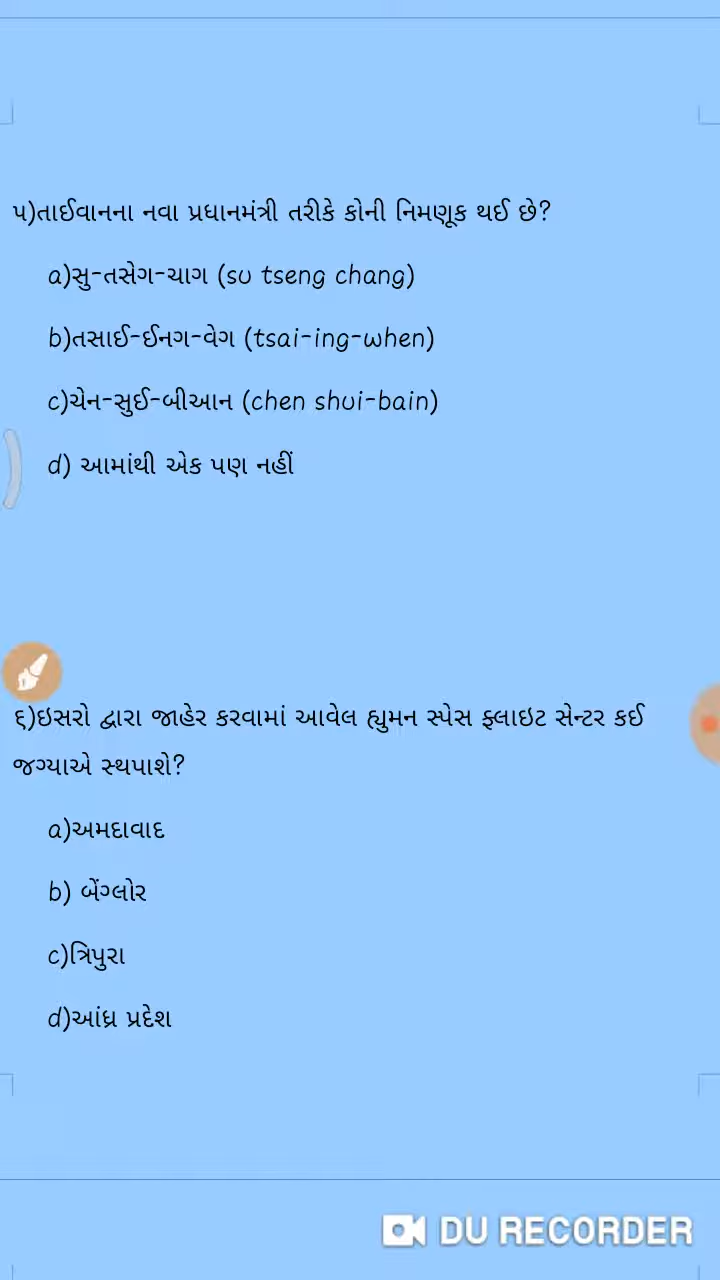 ૫)તાઈવાનના નવા પ્રધાનમંત્રી તરીકે કોની નિમણૂક થઈ છે?
a)સુ-તસેગ-ચાગ (su tseng chang)
b)તસાઈ-ઈનગ-વેગ (tsai-ing-when)
c)ચેન-સુઈ-બીઆન (chen shui-bain)
d) આમાંથી એક પણ નહીં
૬)ઇસરો દ્વારા જાહેર કરવામાં આવેલ હ્યુમન સ્પેસ ફ્લાઇટ સેન્ટર કઈ
જગ્યાએ સ્થપાશે?
a)અમદાવાદ
b) બેંગ્લોર
c)ત્રિપુરા
d)આંધ્ર પ્રદેશ
DU RECORDER